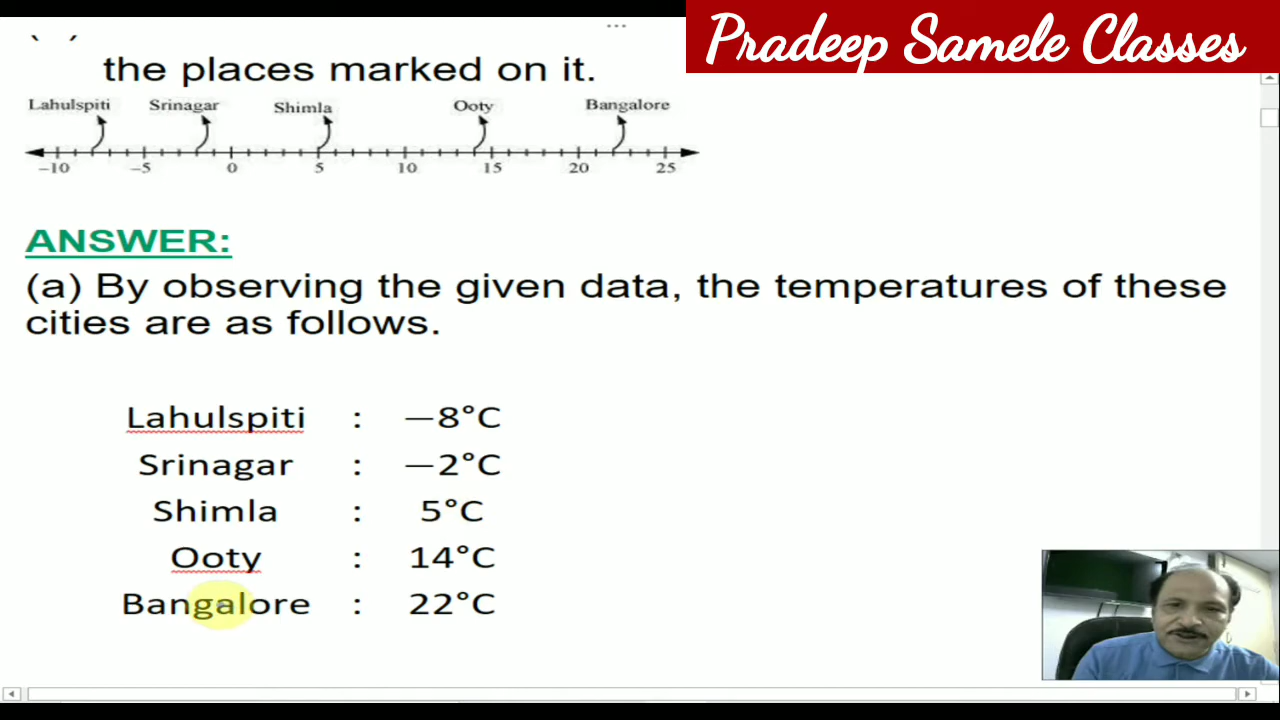 Pradeep Samele Classes
the places marked on it.
Lahulspiti Srinagar Shimla Ooty Bangalore
–10 –5 0 5 10 15 20 25
ANSWER:
(a) By observing the given data, the temperatures of these
cities are as follows.
Lahulspiti : —8°C
Srinagar : —2°C
Shimla : 5°C
Ooty : 14°C
Bangalore : 22°C